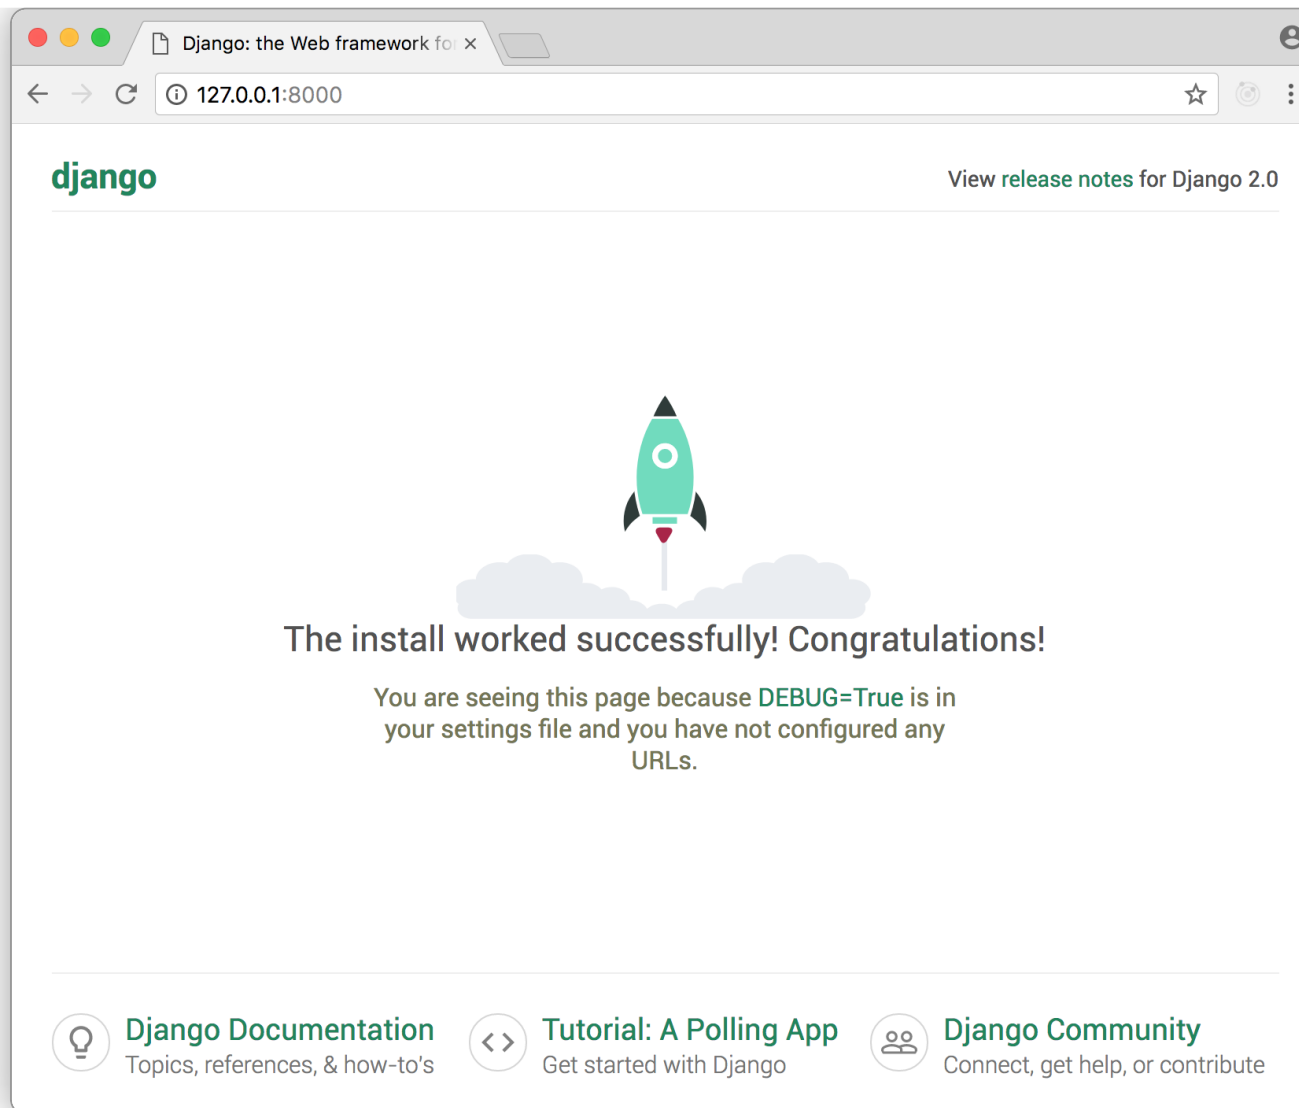 Django: the Web framework for
127.0.0.1:8000
django
View release notes for Django 2.0
The install worked successfully! Congratulations!
You are seeing this page because DEBUG=True is in
your settings file and you have not configured any
URLs.
Django Documentation
Topics, references, & how-to's
Tutorial: A Polling App
Get started with Django
Django Community
Connect, get help, or contribute